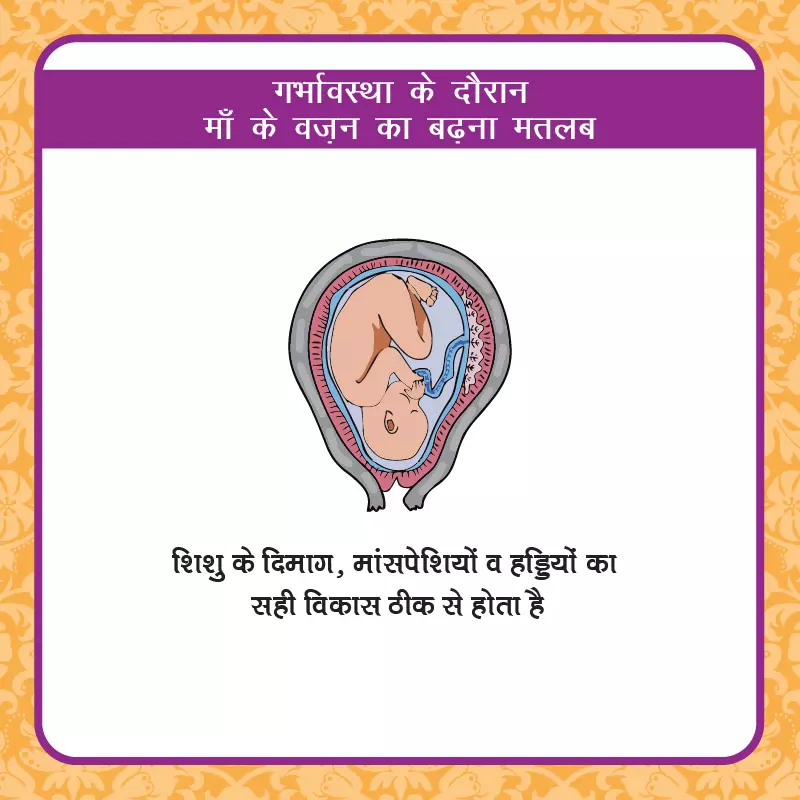 गर्भावस्था के दौरान
माँ के वज़न का बढ़ना मतलब
शिशु के दिमाग, मांसपेशियों व हड्डियों का
सही विकास ठीक से होता है